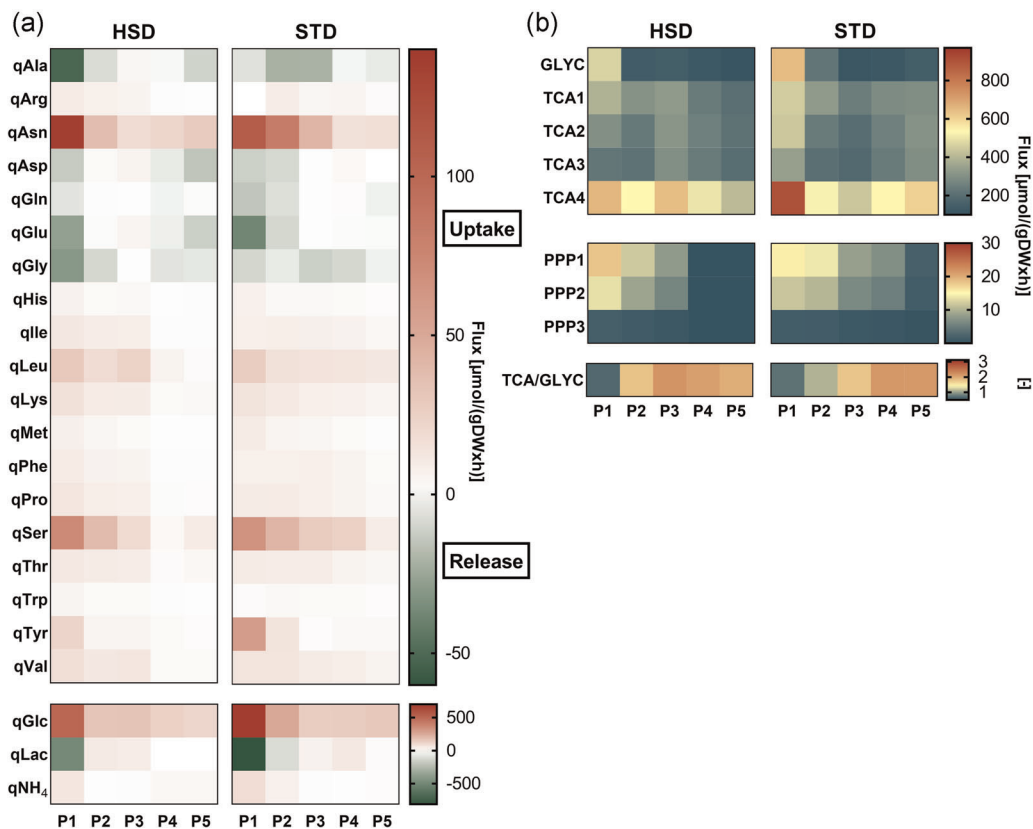 (a)
HSD
STD
qAla
qArg
qAsn
qAsp
qGln
qGlu
qGly
qHis
qIle
qLeu
qLys
qMet
qPhe
qPro
qSer
qThr
qTrp
qTyr
qVal
100
50
0
-50
Flux [µmol/(gDWxh)]
Uptake
Release
qGlc
qLac
qNH₄
500
0
-500
P1 P2 P3 P4 P5
P1 P2 P3 P4 P5
(b)
HSD
STD
GLYC
TCA1
TCA2
TCA3
TCA4
800
600
400
200
Flux [µmol/(gDWxh)]
PPP1
PPP2
PPP3
30
20
10
TCA/GLYC
3
2
1
[-]
P1 P2 P3 P4 P5
P1 P2 P3 P4 P5